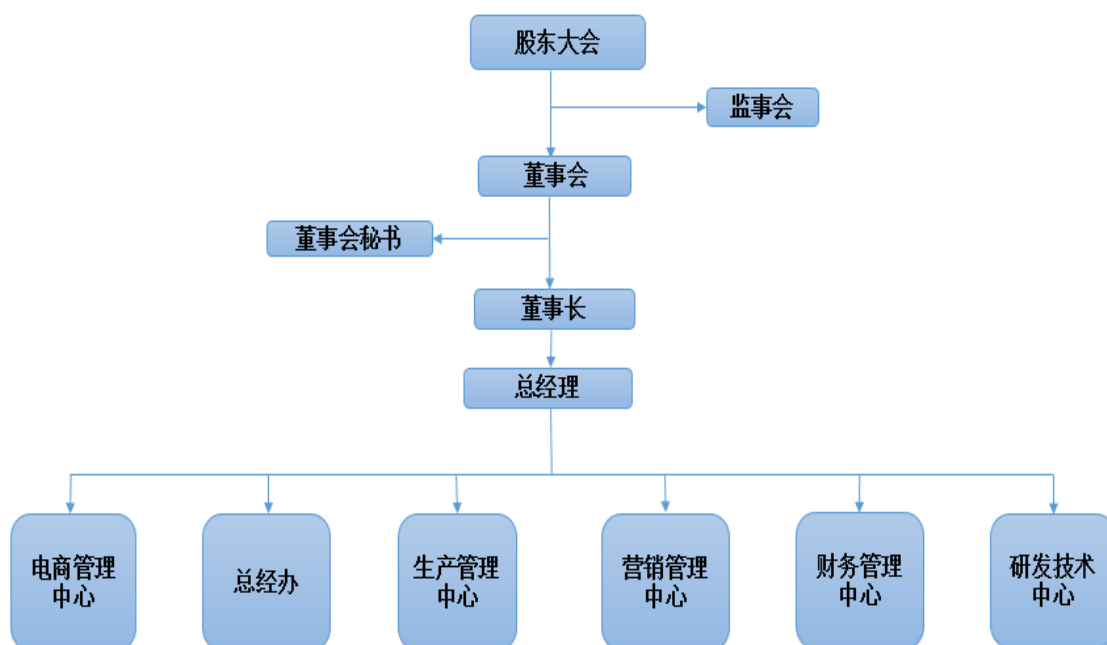 股东大会
监事会
董事会
董事会秘书
董事长
总经理
电商管理
中心
总经办
生产管理
中心
营销管理
中心
财务管理
中心
研发技术
中心